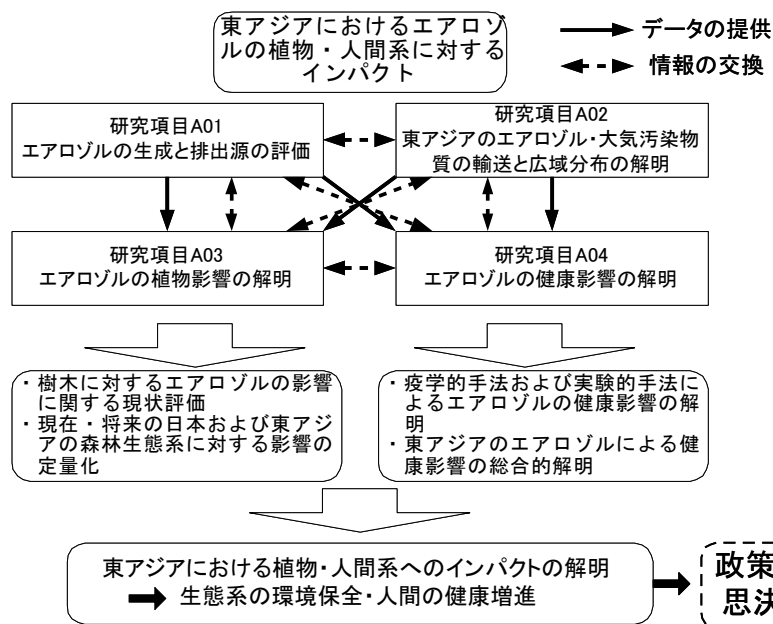 東アジアにおけるエアロゾ
ルの植物・人間系に対する
インパクト
データの提供
情報の交換
研究項目A01
エアロゾルの生成と排出源の評価
研究項目A02
東アジアのエアロゾル・大気汚染物
質の輸送と広域分布の解明
研究項目A03
エアロゾルの植物影響の解明
研究項目A04
エアロゾルの健康影響の解明
・樹木に対するエアロゾルの影響
に関する現状評価
・現在・将来の日本および東アジ
アの森林生態系に対する影響の
定量化
・疫学的手法および実験的手法に
よるエアロゾルの健康影響の解
明
・東アジアのエアロゾルによる健
康影響の総合的解明
東アジアにおける植物・人間系へのインパクトの解明
生態系の環境保全・人間の健康増進
政策
思決